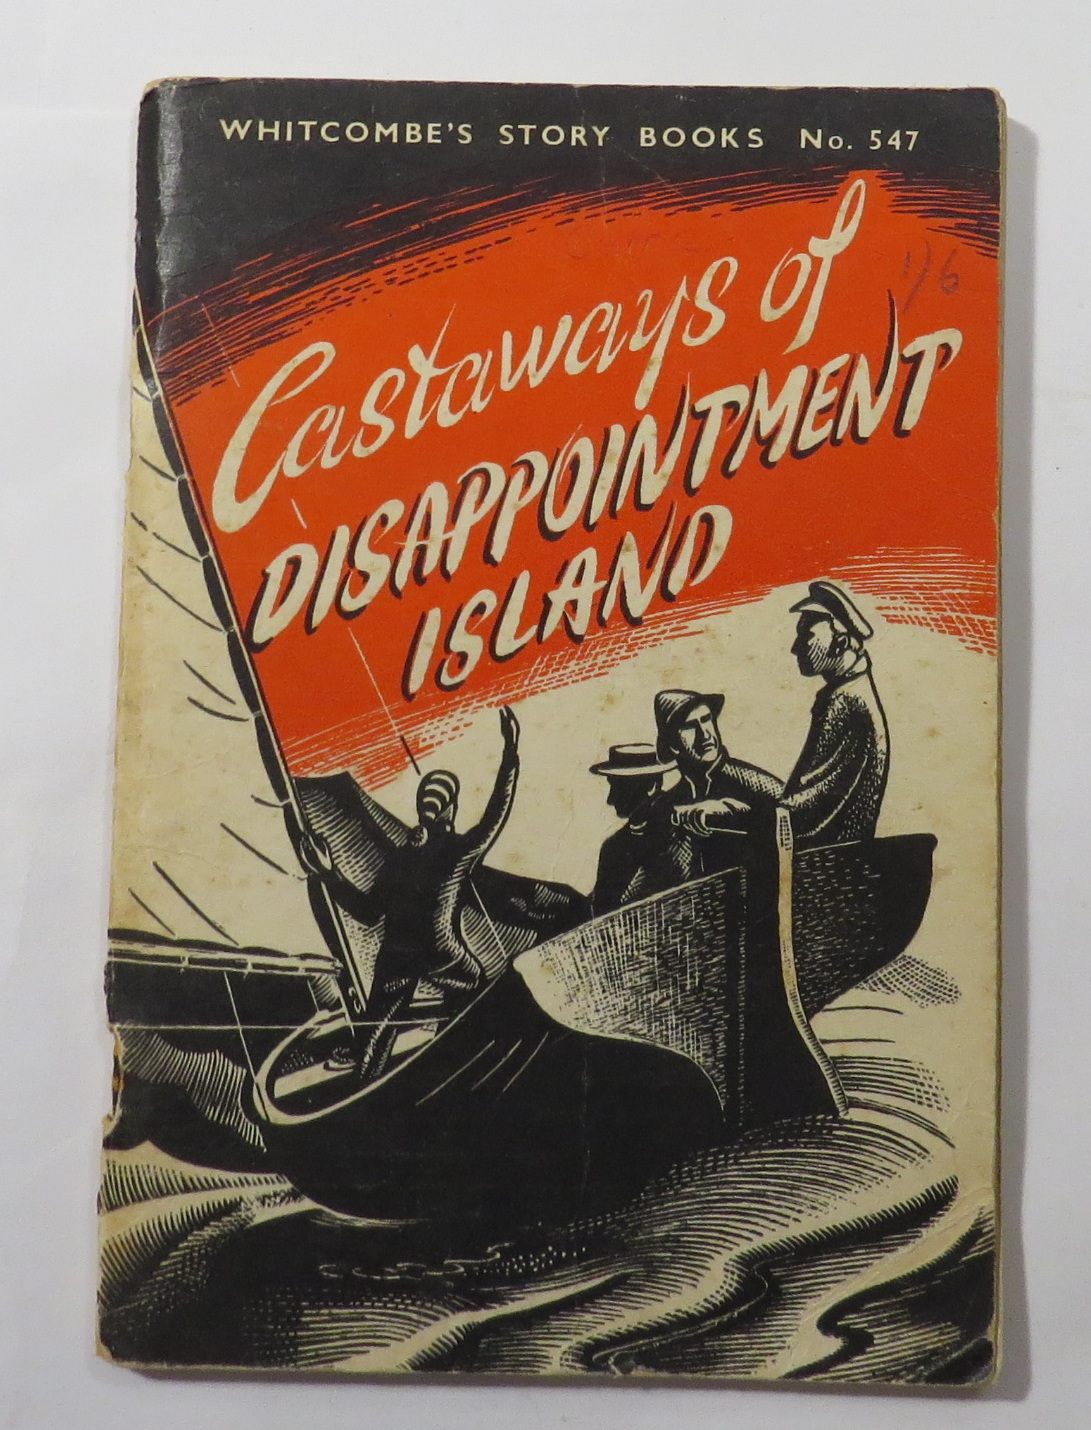 WHITCOMBE'S STORY BOOKS No. 547
Castaways of
1/6
DISAPPOINTMENT
ISLAND